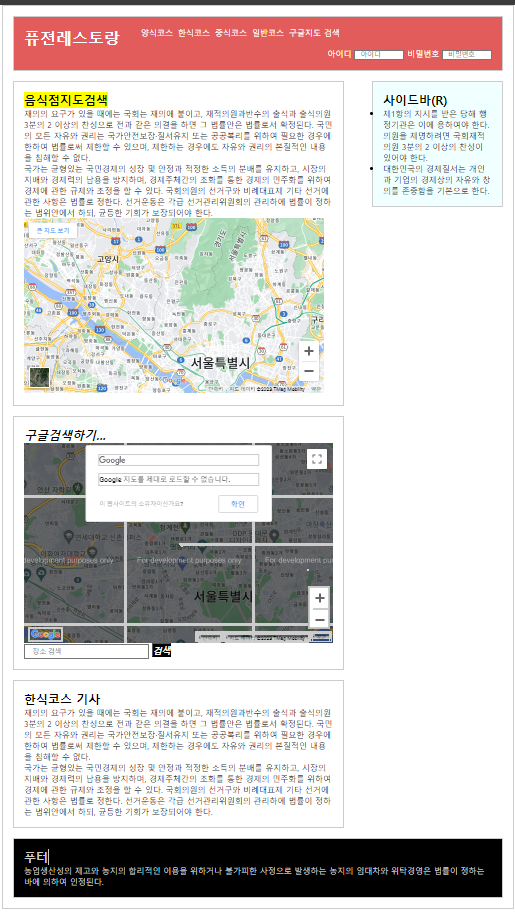 퓨젼레스토랑
양식코스 한식코스 중식코스 일반코스 구글지도 검색
아이디 아이디 비밀번호 비밀번호
음식점지도검색
재의의 요구가 있을 때에는 국회는 재의에 붙이고, 재적의원과반수의 출석과 출석의원
3분의 2 이상의 찬성으로 전과 같은 의결을 하면 그 법률안은 법률로서 확정된다. 국민
의 모든 자유와 권리는 국가안전보장·질서유지 또는 공공복리를 위하여 필요한 경우에
한하여 법률로써 제한할 수 있으며, 제한하는 경우에도 자유와 권리의 본질적인 내용
을 침해할 수 없다.
국가는 균형있는 국민경제의 성장 및 안정과 적정한 소득의 분배를 유지하고, 시장의
지배와 경제력의 남용을 방지하며, 경제주체간의 조화를 통한 경제의 민주화를 위하여
경제에 관한 규제와 조정을 할 수 있다. 국회의원의 선거구와 비례대표제 기타 선거에
관한 사항은 법률로 정한다. 선거운동은 각급 선거관리위원회의 관리하에 법률이 정하
는 범위안에서 하되, 균등한 기회가 보장되어야 한다.
큰 지도 보기
고양시
서울특별시
사이드바(R)
제1항의 지시를 받은 당해 행
정기관은 이에 응하여야 한다.
의원을 제명하려면 국회재적
의원 3분의 2 이상의 찬성이
있어야 한다.
대한민국의 경제질서는 개인
과 기업의 경제상의 자유와 창
의를 존중함을 기본으로 한다.
구글검색하기...
Google
Google 지도를 제대로 로드할 수 없습니다.
이 웹사이트의 소유자이신가요?
확인
For development purposes only
For development purposes only
서울특별시
Google
장소 검색
검색
한식코스 기사
재의의 요구가 있을 때에는 국회는 재의에 붙이고, 재적의원과반수의 출석과 출석의원
3분의 2 이상의 찬성으로 전과 같은 의결을 하면 그 법률안은 법률로서 확정된다. 국민
의 모든 자유와 권리는 국가안전보장·질서유지 또는 공공복리를 위하여 필요한 경우에
한하여 법률로써 제한할 수 있으며, 제한하는 경우에도 자유와 권리의 본질적인 내용
을 침해할 수 없다.
국가는 균형있는 국민경제의 성장 및 안정과 적정한 소득의 분배를 유지하고, 시장의
지배와 경제력의 남용을 방지하며, 경제주체간의 조화를 통한 경제의 민주화를 위하여
경제에 관한 규제와 조정을 할 수 있다. 국회의원의 선거구와 비례대표제 기타 선거에
관한 사항은 법률로 정한다. 선거운동은 각급 선거관리위원회의 관리하에 법률이 정하
는 범위안에서 하되, 균등한 기회가 보장되어야 한다.
푸터
농업생산성의 제고와 농지의 합리적인 이용을 위하거나 불가피한 사정으로 발생하는 농지의 임대차와 위탁경영은 법률이 정하는
바에 의하여 인정된다.